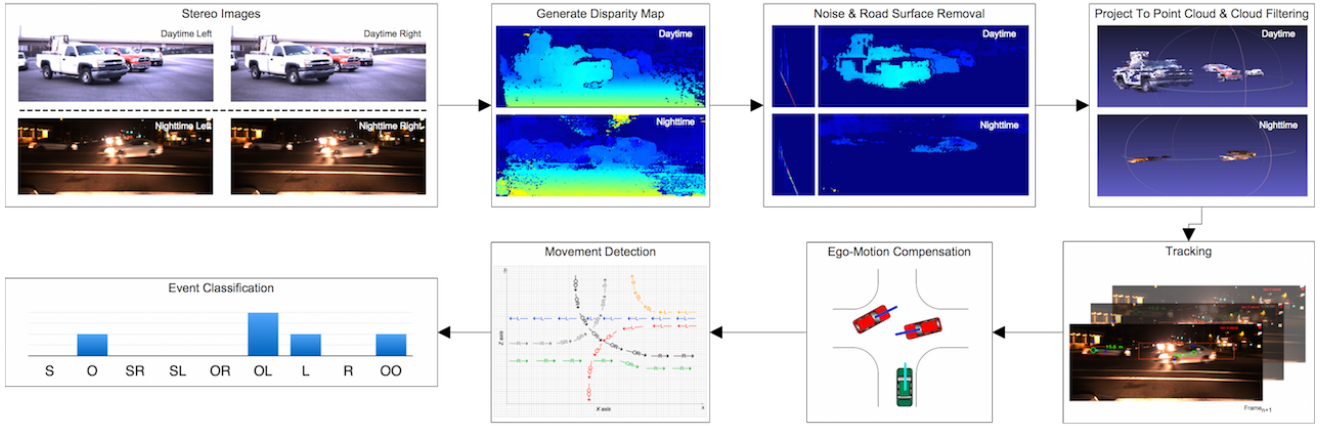 Stereo Images
Daytime Left
Daytime Right
Nighttime Left
Nighttime Right
Generate Disparity Map
Daytime
Nighttime
Noise & Road Surface Removal
Daytime
Nighttime
Project To Point Cloud & Cloud Filtering
Daytime
Nighttime
Event Classification
S O SR SL OR OL L R OO
Movement Detection
Z axis
X axis
Ego-Motion Compensation
Tracking
Frameₙ₊₁